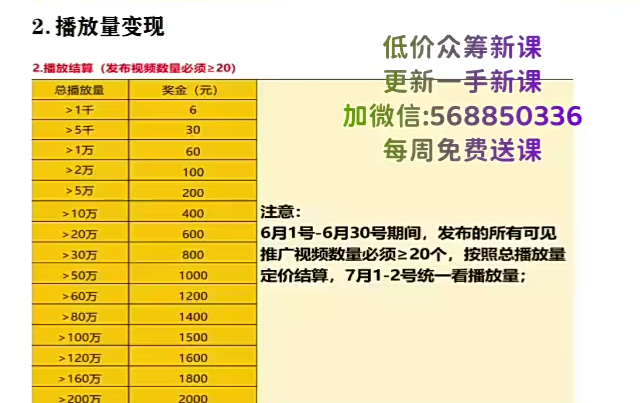 2.播放量变现
低价众筹新课
更新一手新课
加微信:568850336
每周免费送课
2.播放结算（发布视频数量必须≥20）
总播放量 奖金（元）
>1千 6
>5千 30
>1万 60
>2万 100
>5万 200
>10万 400
>20万 600
>30万 800
>50万 1000
>60万 1200
>80万 1400
>100万 1500
>120万 1600
>160万 1800
>200万 2000
注意：
6月1号-6月30号期间，发布的所有可见
推广视频数量必须≥20个，按照总播放量
定价结算，7月1-2号统一看播放量；